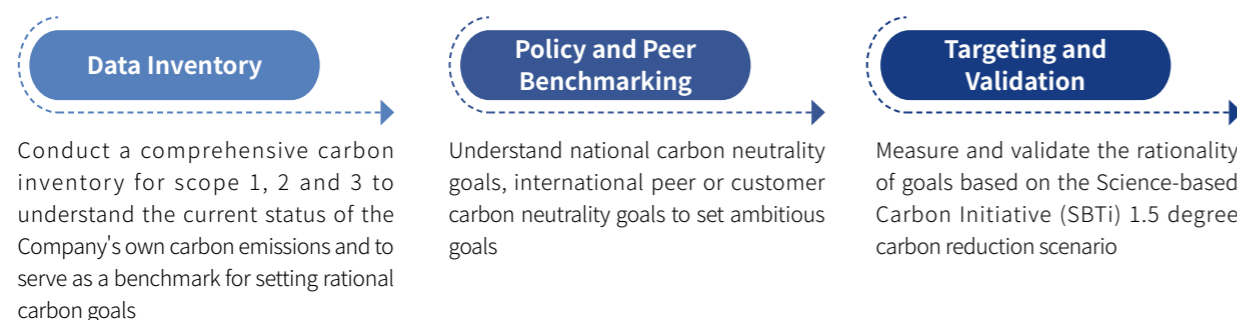 Data Inventory
Conduct a comprehensive carbon
inventory for scope 1, 2 and 3 to
understand the current status of the
Company's own carbon emissions and to
serve as a benchmark for setting rational
carbon goals
Policy and Peer
Benchmarking
Understand national carbon neutrality
goals, international peer or customer
carbon neutrality goals to set ambitious
goals
Targeting and
Validation
Measure and validate the rationality
of goals based on the Science-based
Carbon Initiative (SBTi) 1.5 degree
carbon reduction scenario